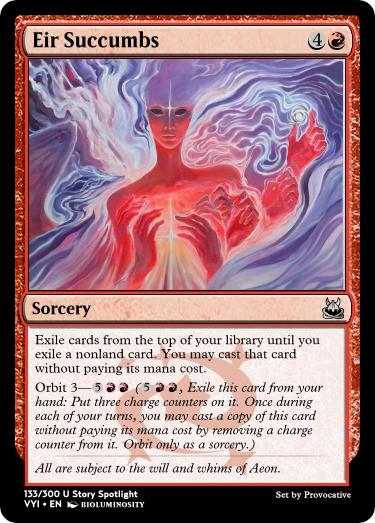 Eir Succumbs 4
Sorcery
Exile cards from the top of your library until you
exile a nonland card. You may cast that card
without paying its mana cost.
Orbit 3—5 (5, Exile this card from your
hand: Put three charge counters on it. Once during
each of your turns, you may cast a copy of this card
without paying its mana cost by removing a charge
counter from it. Orbit only as a sorcery.)
All are subject to the will and whims of Aeon.
133/300 U Story Spotlight
Set by Provocative
VYI • EN BIOLUMINOSITY